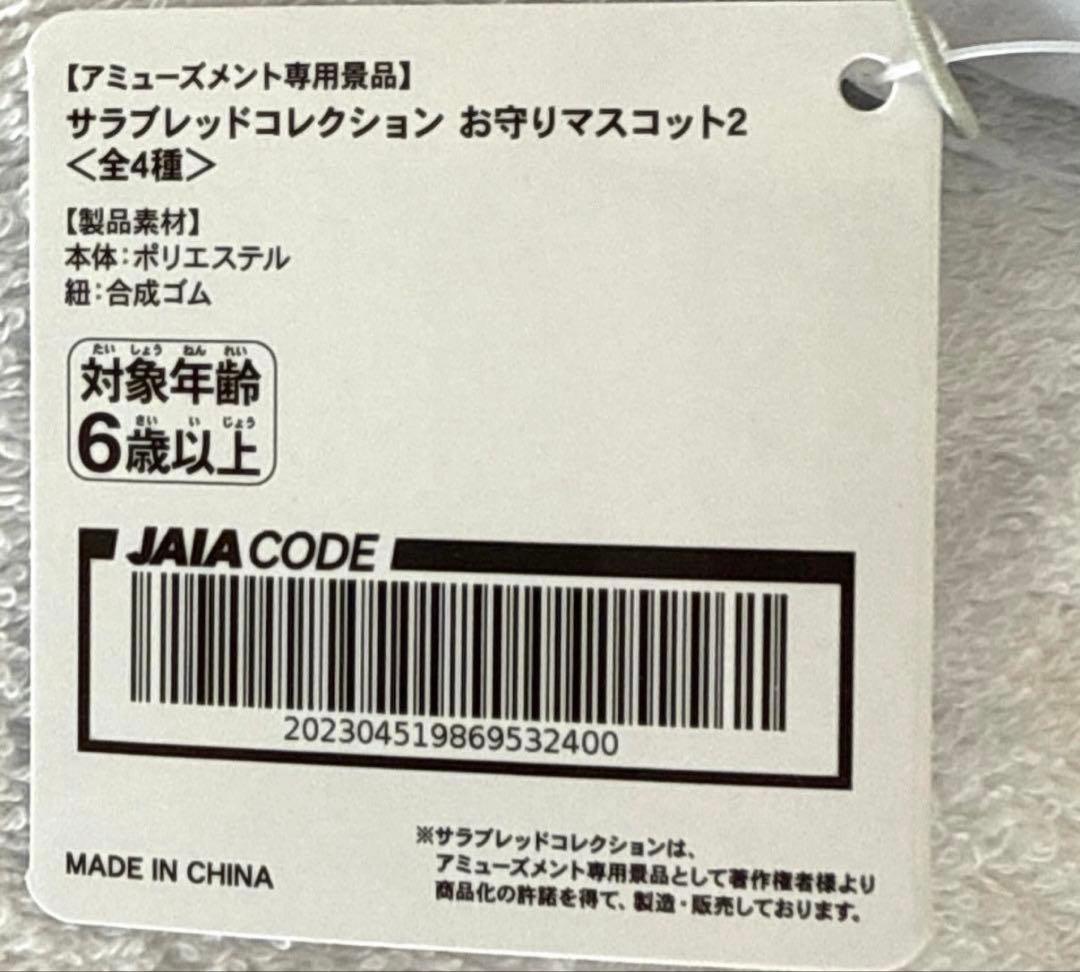 【アミューズメント専用景品】
サラブレッドコレクション お守りマスコット2
＜全4種＞
【製品素材】
本体：ポリエステル
紐：合成ゴム
たい しょう ねん れい
対象年齢
さい い じょう
6歳以上
JAIA CODE
202304519869532400
MADE IN CHINA
※サラブレッドコレクションは、
アミューズメント専用景品として著作権者様より
商品化の許諾を得て、製造・販売しております。